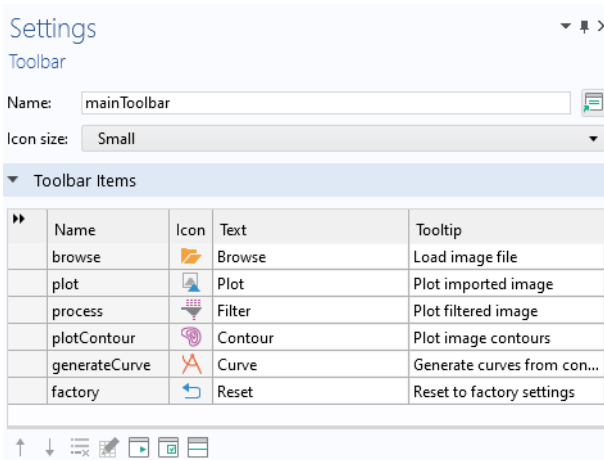 Settings
Toolbar
Name: mainToolbar
Icon size: Small
Toolbar Items
Name Icon Text Tooltip
browse Browse Load image file
plot Plot Plot imported image
process Filter Plot filtered image
plotContour Contour Plot image contours
generateCurve Curve Generate curves from con...
factory Reset Reset to factory settings